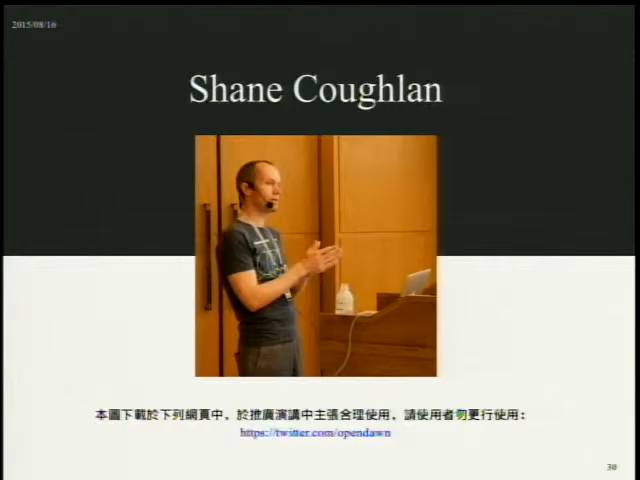 2015/08/16
Shane Coughlan
本圖下載於下列網頁中，於推廣演講中主張合理使用，請使用者勿更行使用：
https://twitter.com/opendawn
30